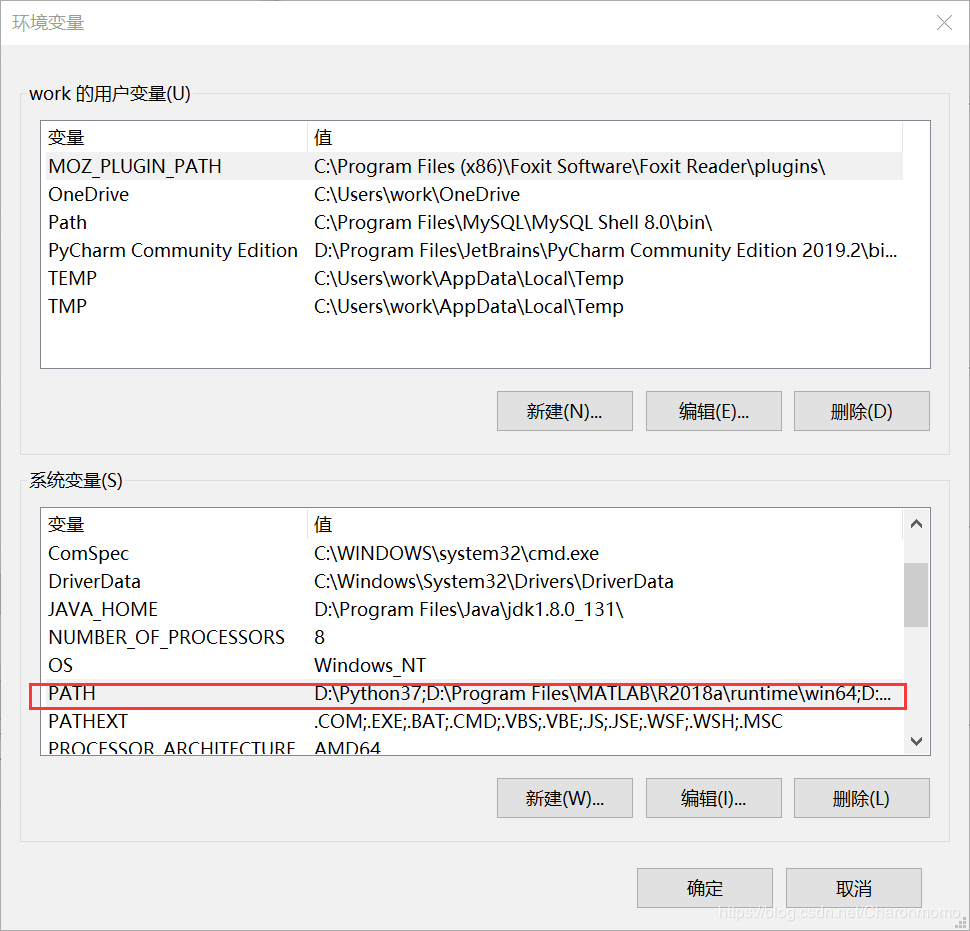 环境变量
work 的用户变量(U)
变量 值
MOZ_PLUGIN_PATH C:\Program Files (x86)\Foxit Software\Foxit Reader\plugins\
OneDrive C:\Users\work\OneDrive
Path C:\Program Files\MySQL\MySQL Shell 8.0\bin\
PyCharm Community Edition D:\Program Files\JetBrains\PyCharm Community Edition 2019.2\bi...
TEMP C:\Users\work\AppData\Local\Temp
TMP C:\Users\work\AppData\Local\Temp
新建(N)... 编辑(E)... 删除(D)
系统变量(S)
变量 值
ComSpec C:\WINDOWS\system32\cmd.exe
DriverData C:\Windows\System32\Drivers\DriverData
JAVA_HOME D:\Program Files\Java\jdk1.8.0_131\
NUMBER_OF_PROCESSORS 8
OS Windows_NT
PATH D:\Python37;D:\Program Files\MATLAB\R2018a\runtime\win64;D:...
PATHEXT .COM;.EXE;.BAT;.CMD;.VBS;.VBE;.JS;.JSE;.WSF;.WSH;.MSC
PROCESSOR_ARCHITECTURE AMD64
新建(W)... 编辑(I)... 删除(L)
确定 取消
https://blog.csdn.net/Charonmomo